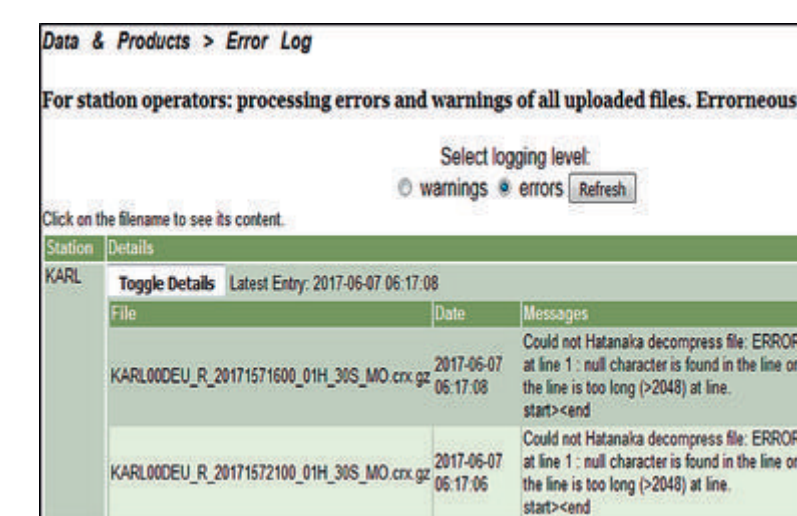 Data & Products > Error Log
For station operators: processing errors and warnings of all uploaded files. Errorneous
Select logging level:
warnings errors Refresh
Click on the filename to see its content.
Station Details
KARL Toggle Details Latest Entry: 2017-06-07 06:17:08
File Date Messages
KARL00DEU_R_20171571600_01H_30S_MO.crx.gz 2017-06-07 06:17:08
Could not Hatanaka decompress file: ERROR
at line 1 : null character is found in the line or
the line is too long (>2048) at line.
start><end
KARL00DEU_R_20171572100_01H_30S_MO.crx.gz 2017-06-07 06:17:06
Could not Hatanaka decompress file: ERROR
at line 1 : null character is found in the line or
the line is too long (>2048) at line.
start><end